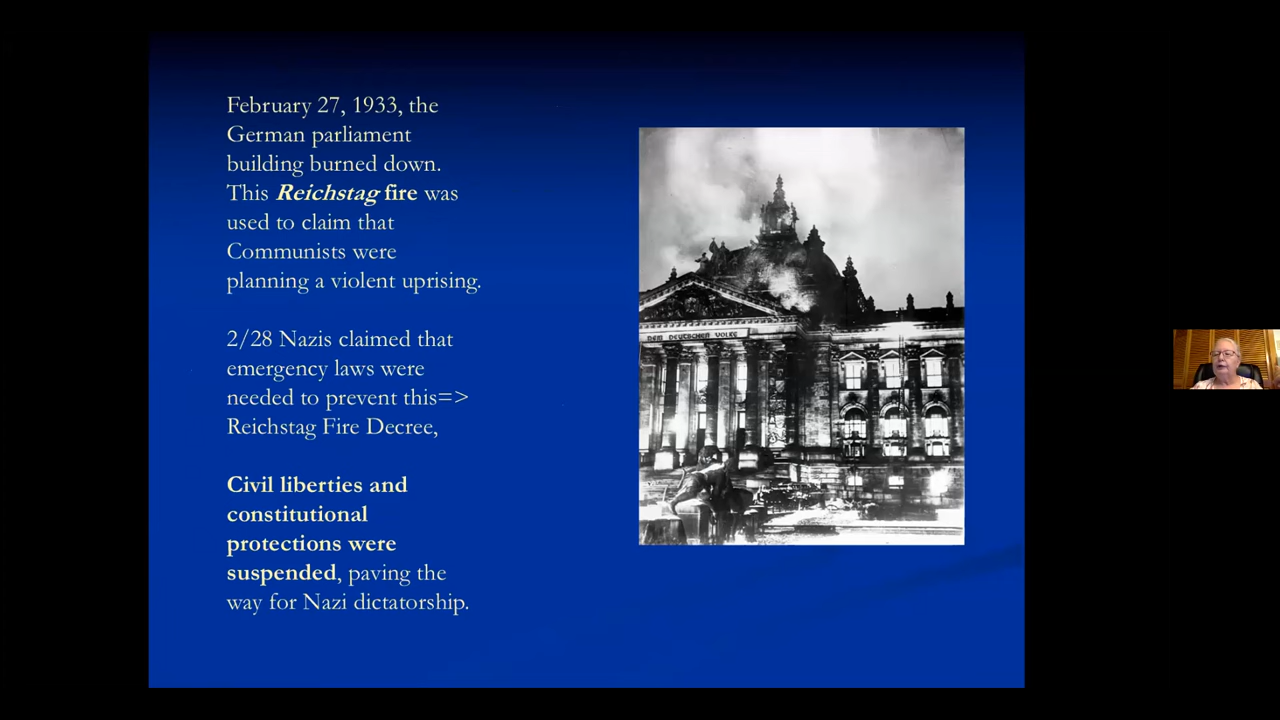 February 27, 1933, the
German parliament
building burned down.
This Reichstag fire was
used to claim that
Communists were
planning a violent uprising.
2/28 Nazis claimed that
emergency laws were
needed to prevent this=>
Reichstag Fire Decree,
Civil liberties and
constitutional
protections were
suspended, paving the
way for Nazi dictatorship.
DEM DEUTSCHEN VOLKE